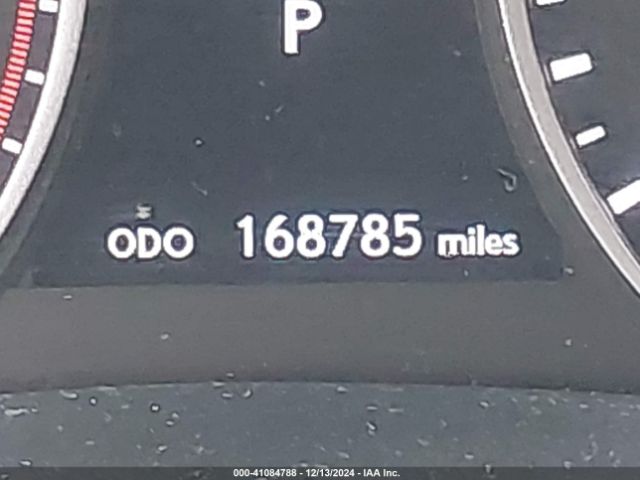 P
ODO 168785 miles
000-41084788 - 12/13/2024 - IAA Inc.